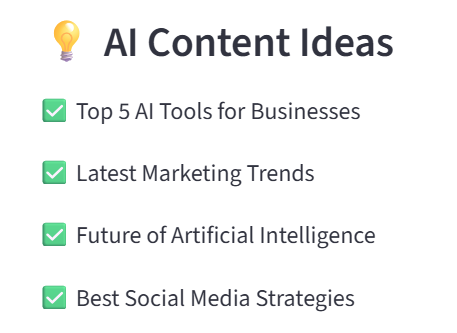 💡 AI Content Ideas
✅ Top 5 AI Tools for Businesses
✅ Latest Marketing Trends
✅ Future of Artificial Intelligence
✅ Best Social Media Strategies